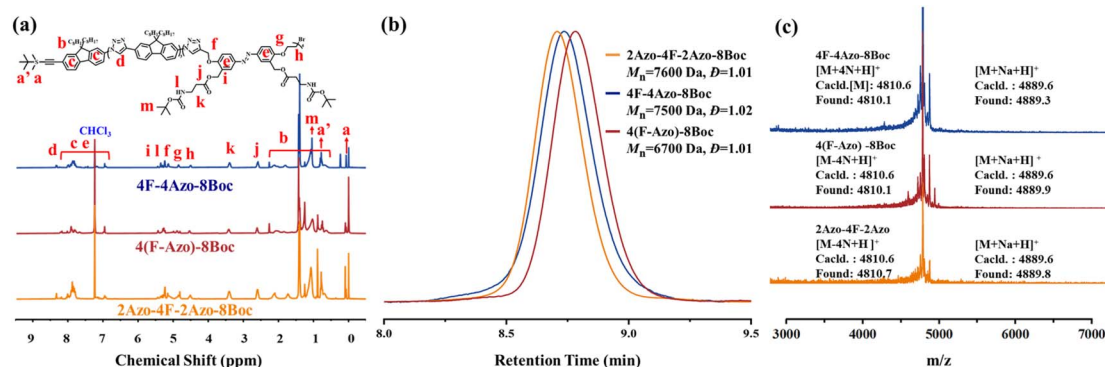 (a)
C₈H₁₇ C₈H₁₇
C₈H₁₇ C₈H₁₇
b
c
c
N=N
d
f
g
Br
h
e
e
i
Si
a' a
l
j
k
m
HN
O
CHCl₃
d c e i l f g h k j b m a' a
4F-4Azo-8Boc
4(F-Azo)-8Boc
2Azo-4F-2Azo-8Boc
9 8 7 6 5 4 3 2 1 0
Chemical Shift (ppm)
(b)
2Azo-4F-2Azo-8Boc
Mn=7600 Da, Đ=1.01
4F-4Azo-8Boc
Mn=7500 Da, Đ=1.02
4(F-Azo)-8Boc
Mn=6700 Da, Đ=1.01
8.0 8.5 9.0 9.5
Retention Time (min)
(c)
4F-4Azo-8Boc
[M+4N+H]⁺ [M+Na+H]⁺
Cacld.[M]: 4810.6 Cacld. : 4889.6
Found: 4810.1 Found: 4889.3
4(F-Azo) -8Boc
[M-4N+H]⁺ [M+Na+H] ⁺
Cacld. : 4810.6 Cacld. : 4889.6
Found: 4810.1 Found: 4889.9
2Azo-4F-2Azo
[M-4N+H]⁺ [M+Na+H]⁺
Cacld. : 4810.6 Cacld. : 4889.6
Found: 4810.7 Found: 4889.8
3000 4000 5000 6000 7000
m/z